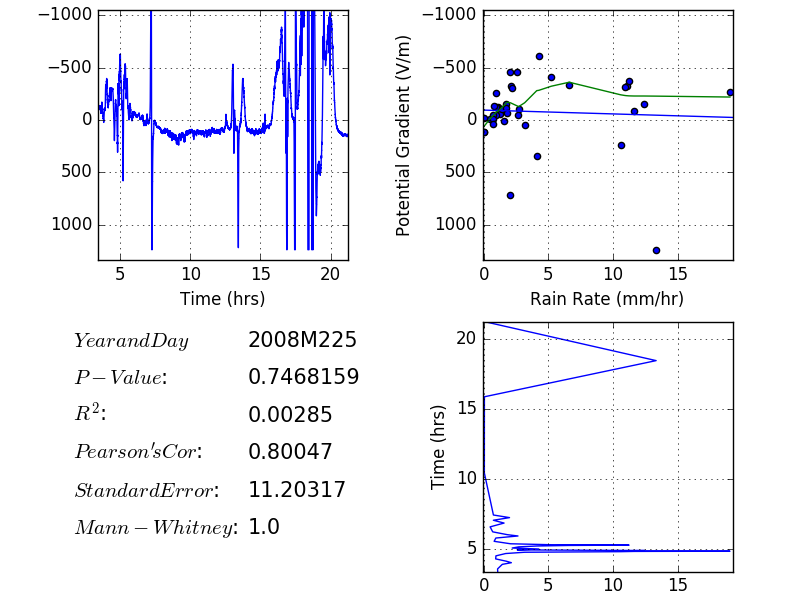 −1000
−500
0
500
1000
5
10
15
20
Time (hrs)
−1000
−500
0
500
1000
Potential Gradient (V/m)
0
5
10
15
Rain Rate (mm/hr)
YearandDay 2008M225
P−Value: 0.7468159
R²: 0.00285
Pearson'sCor: 0.80047
StandardError: 11.20317
Mann−Whitney: 1.0
20
15
10
5
Time (hrs)
0
5
10
15